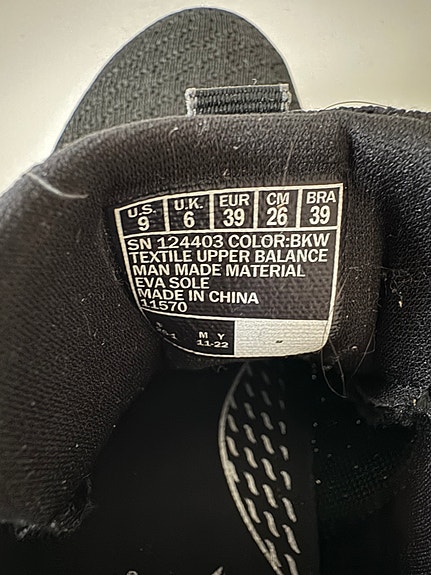 U.S. U.K. EUR CM BRA
9 6 39 26 39
SN 124403 COLOR:BKW
TEXTILE UPPER BALANCE
MAN MADE MATERIAL
EVA SOLE
MADE IN CHINA
11570
M Y
11-22